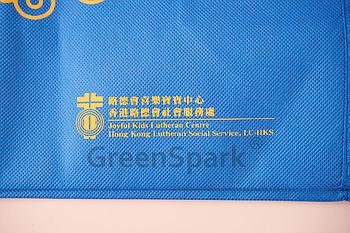 路德會喜樂寶寶中心
香港路德會社會服務處
Joyful Kids Lutheran Centre
Hong Kong Lutheran Social Service, LC-HKS
GreenSpark®